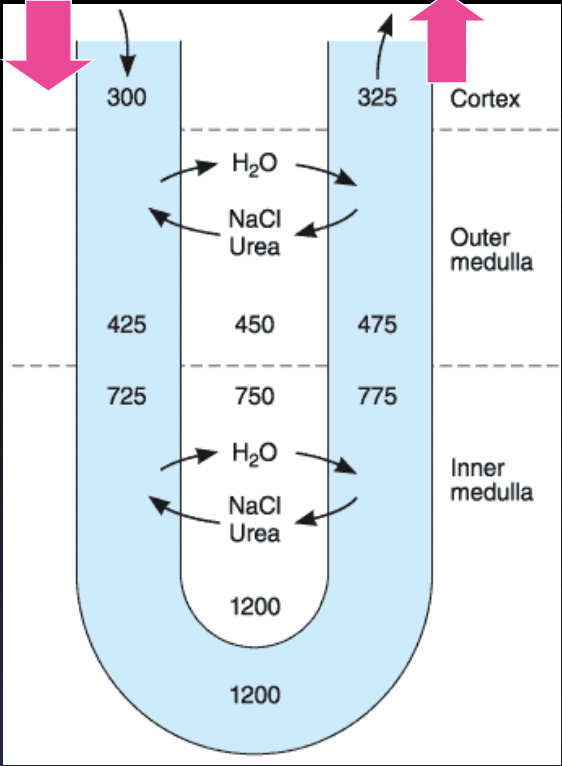 300
325
Cortex
H₂O
NaCl
Urea
Outer
medulla
425
450
475
725
750
775
H₂O
NaCl
Urea
Inner
medulla
1200
1200